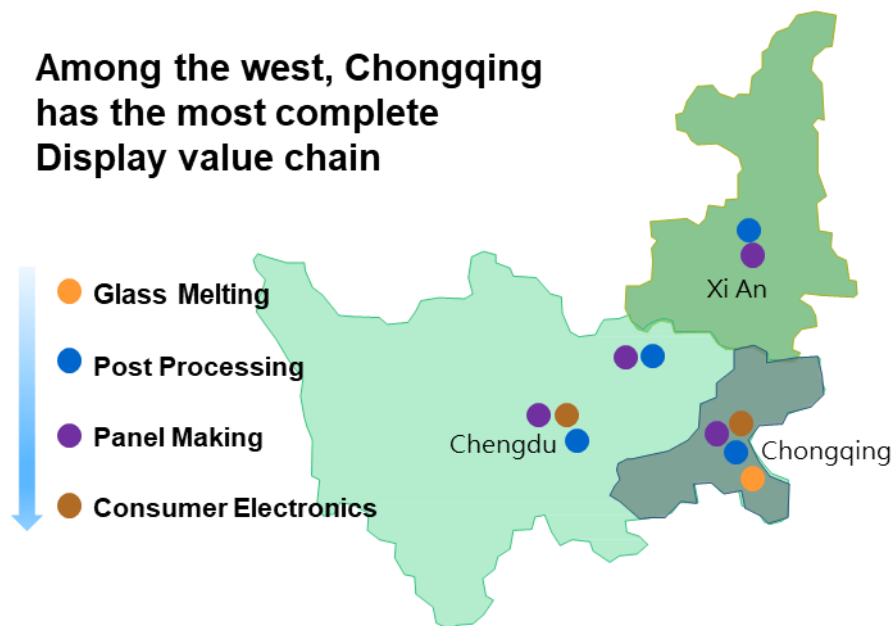 Among the west, Chongqing
has the most complete
Display value chain
Glass Melting
Post Processing
Panel Making
Consumer Electronics
Xi An
Chengdu
Chongqing